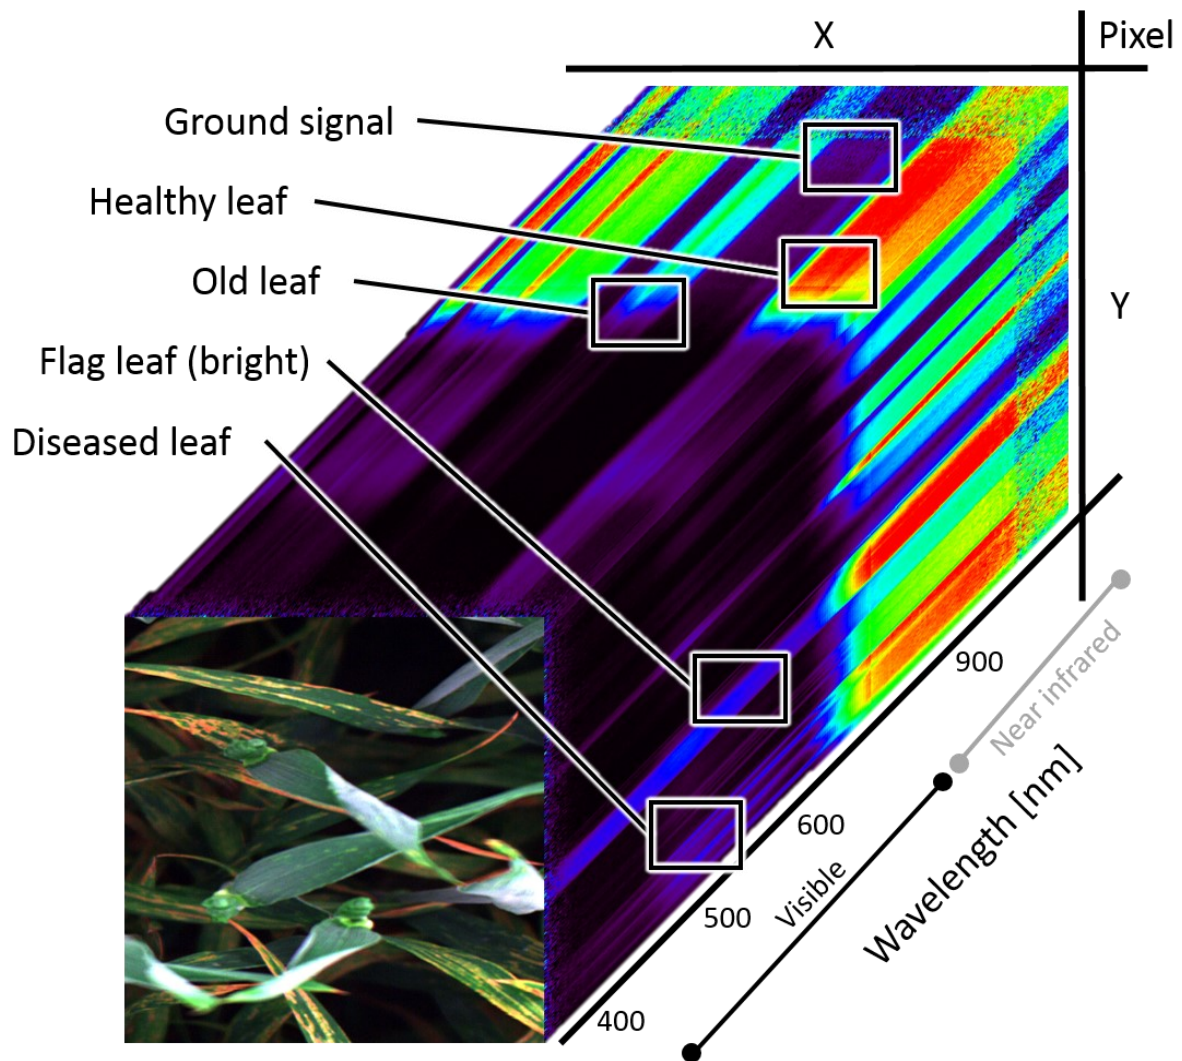 X
Pixel
Ground signal
Healthy leaf
Old leaf
Y
Flag leaf (bright)
Diseased leaf
900
Near infrared
600
Visible
Wavelength [nm]
500
400